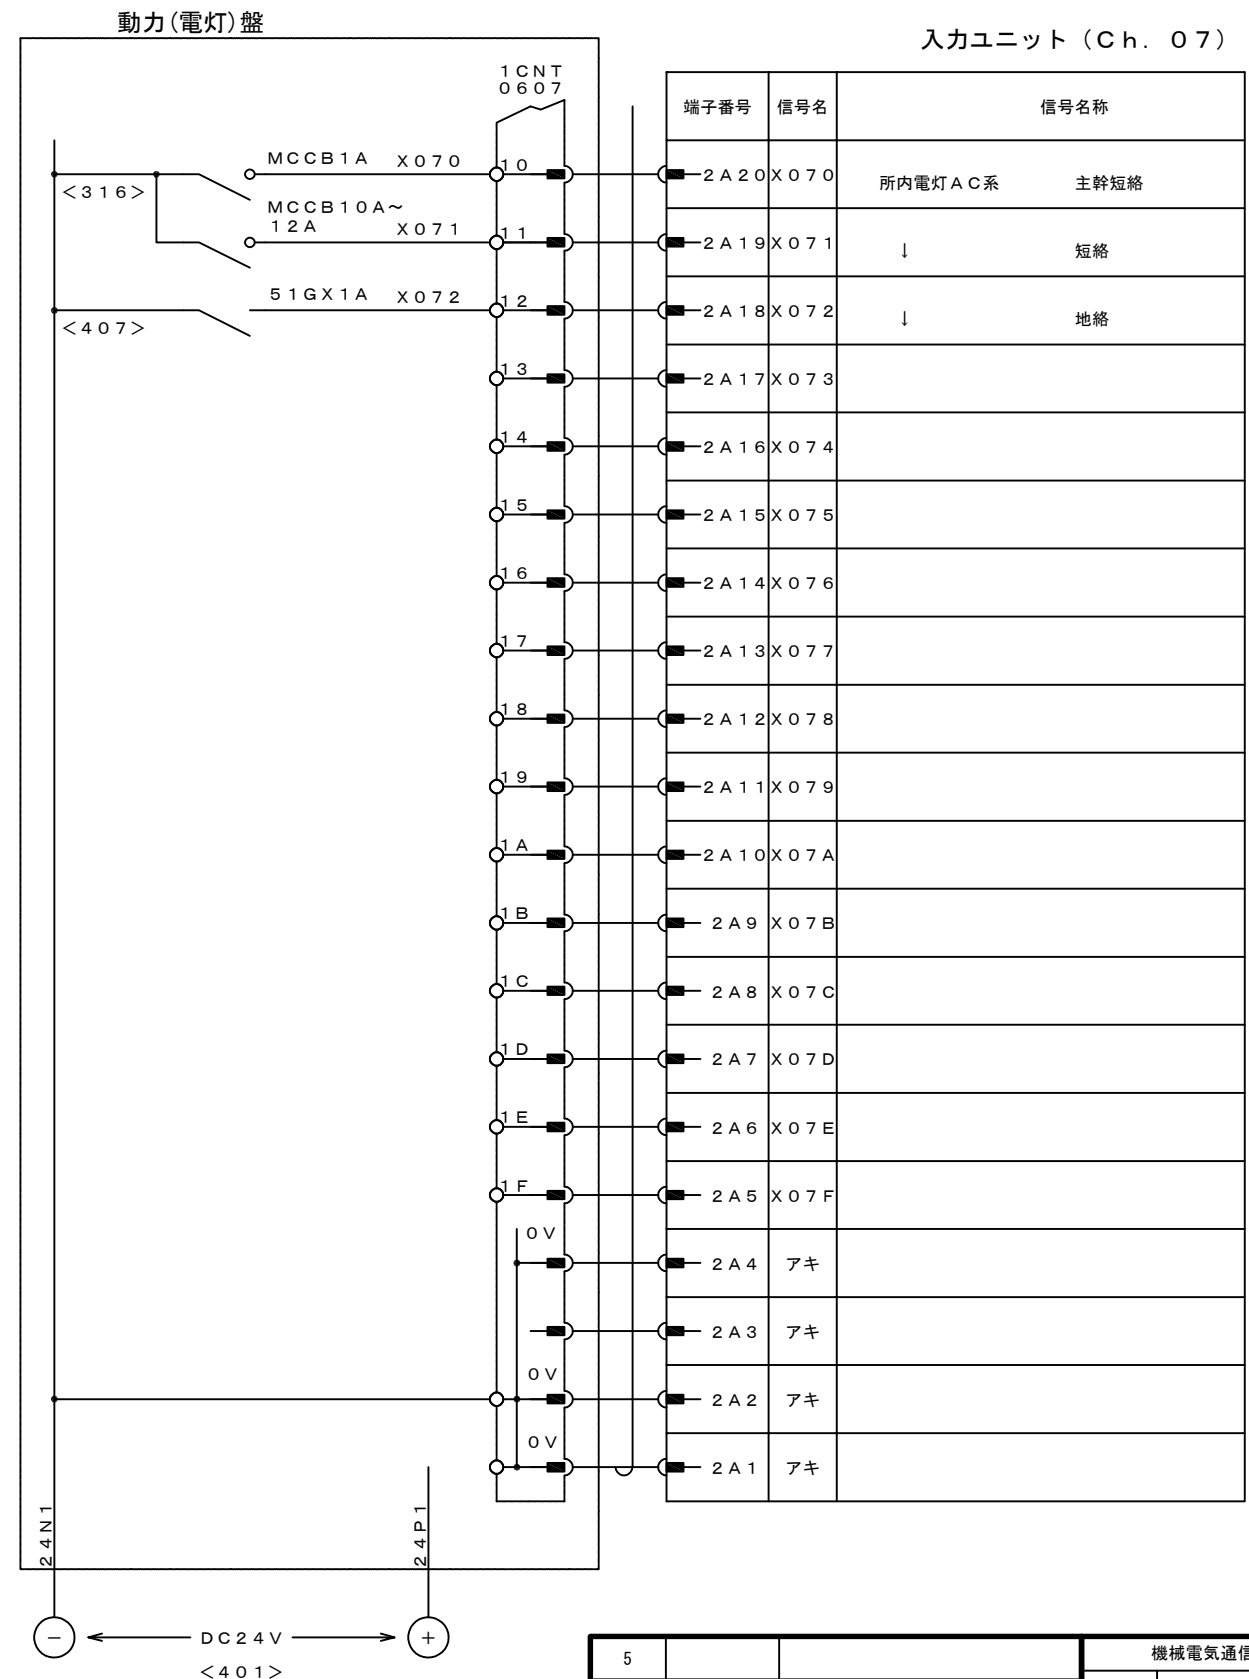 動力(電灯)盤
入力ユニット(Ch. 07)
1CNT
0607
端子番号 信号名 信号名称
MCCB1A X070 10 2A20 X070 所内電灯AC系 主幹短絡
<316>
MCCB10A~
12A X071 11 2A19 X071 ↓ 短絡
51GX1A X072 12 2A18 X072 ↓ 地絡
<407>
13 2A17 X073
14 2A16 X074
15 2A15 X075
16 2A14 X076
17 2A13 X077
18 2A12 X078
19 2A11 X079
1A 2A10 X07A
1B 2A9 X07B
1C 2A8 X07C
1D 2A7 X07D
1E 2A6 X07E
1F 2A5 X07F
0V
2A4 アキ
2A3 アキ
0V
2A2 アキ
0V
2A1 アキ
24N1 24P1
− DC24V +
<401>
5 機械電気通信